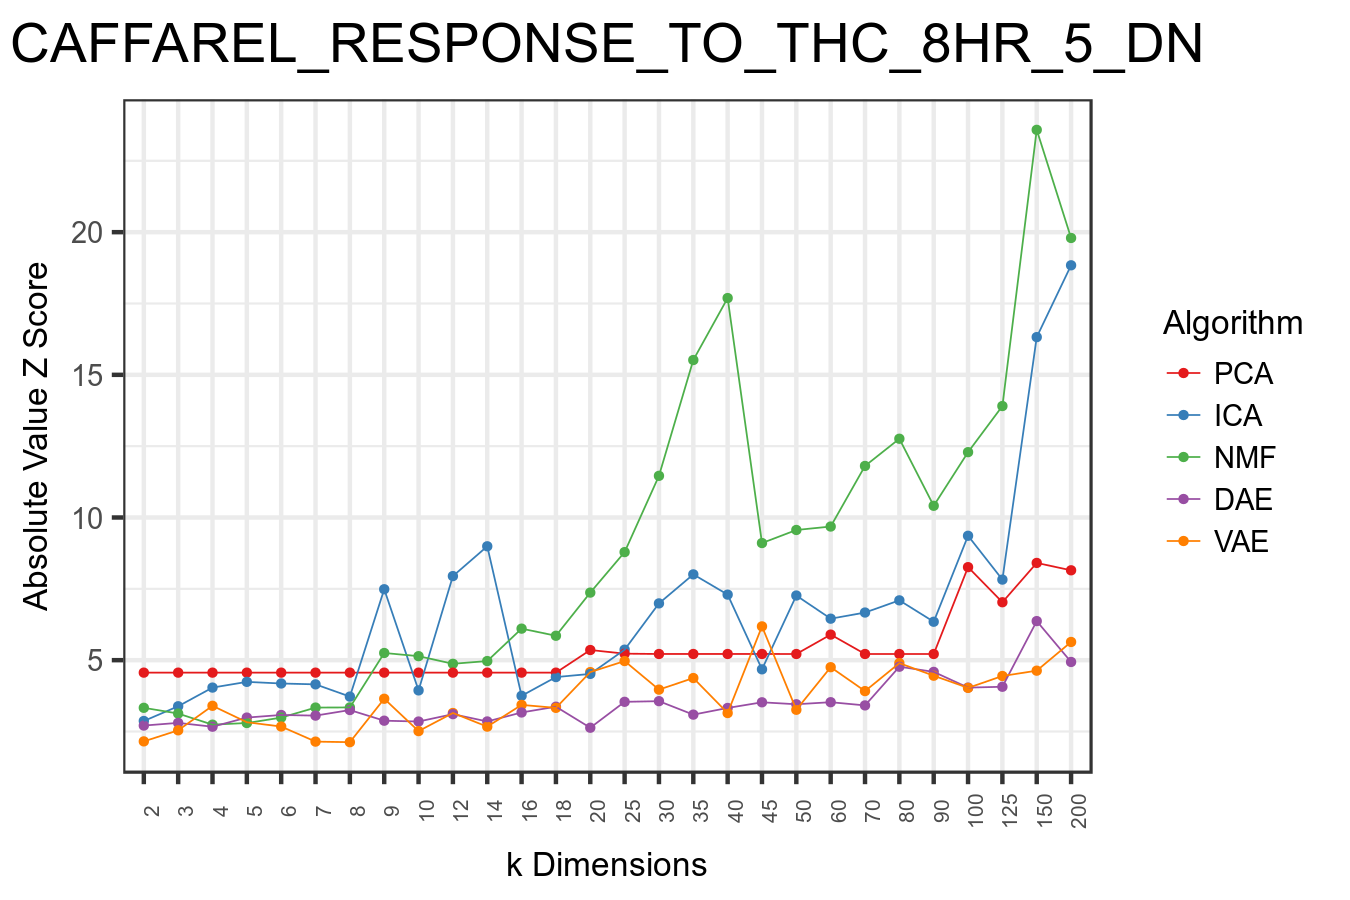 CAFFAREL_RESPONSE_TO_THC_8HR_5_DN
Absolute Value Z Score
20
15
10
5
2 3 4 5 6 7 8 9 10 12 14 16 18 20 25 30 35 40 45 50 60 70 80 90 100 125 150 200
k Dimensions
Algorithm
PCA
ICA
NMF
DAE
VAE